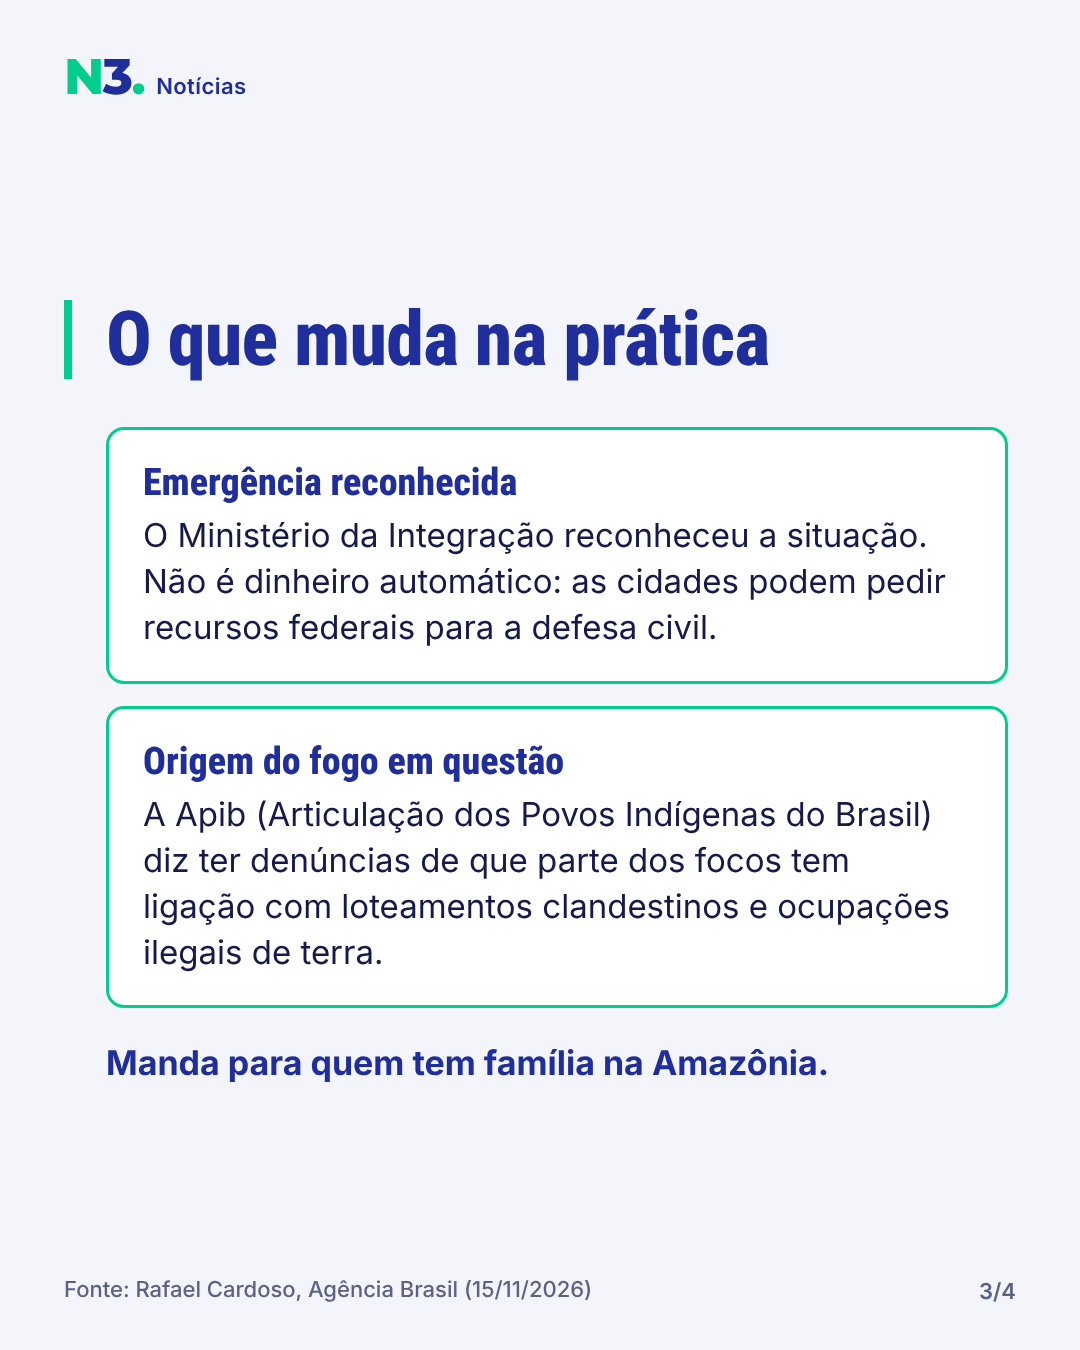 N3. Notícias
O que muda na prática
Emergência reconhecida
O Ministério da Integração reconheceu a situação.
Não é dinheiro automático: as cidades podem pedir
recursos federais para a defesa civil.
Origem do fogo em questão
A Apib (Articulação dos Povos Indígenas do Brasil)
diz ter denúncias de que parte dos focos tem
ligação com loteamentos clandestinos e ocupações
ilegais de terra.
Manda para quem tem família na Amazônia.
Fonte: Rafael Cardoso, Agência Brasil (15/11/2026)
3/4